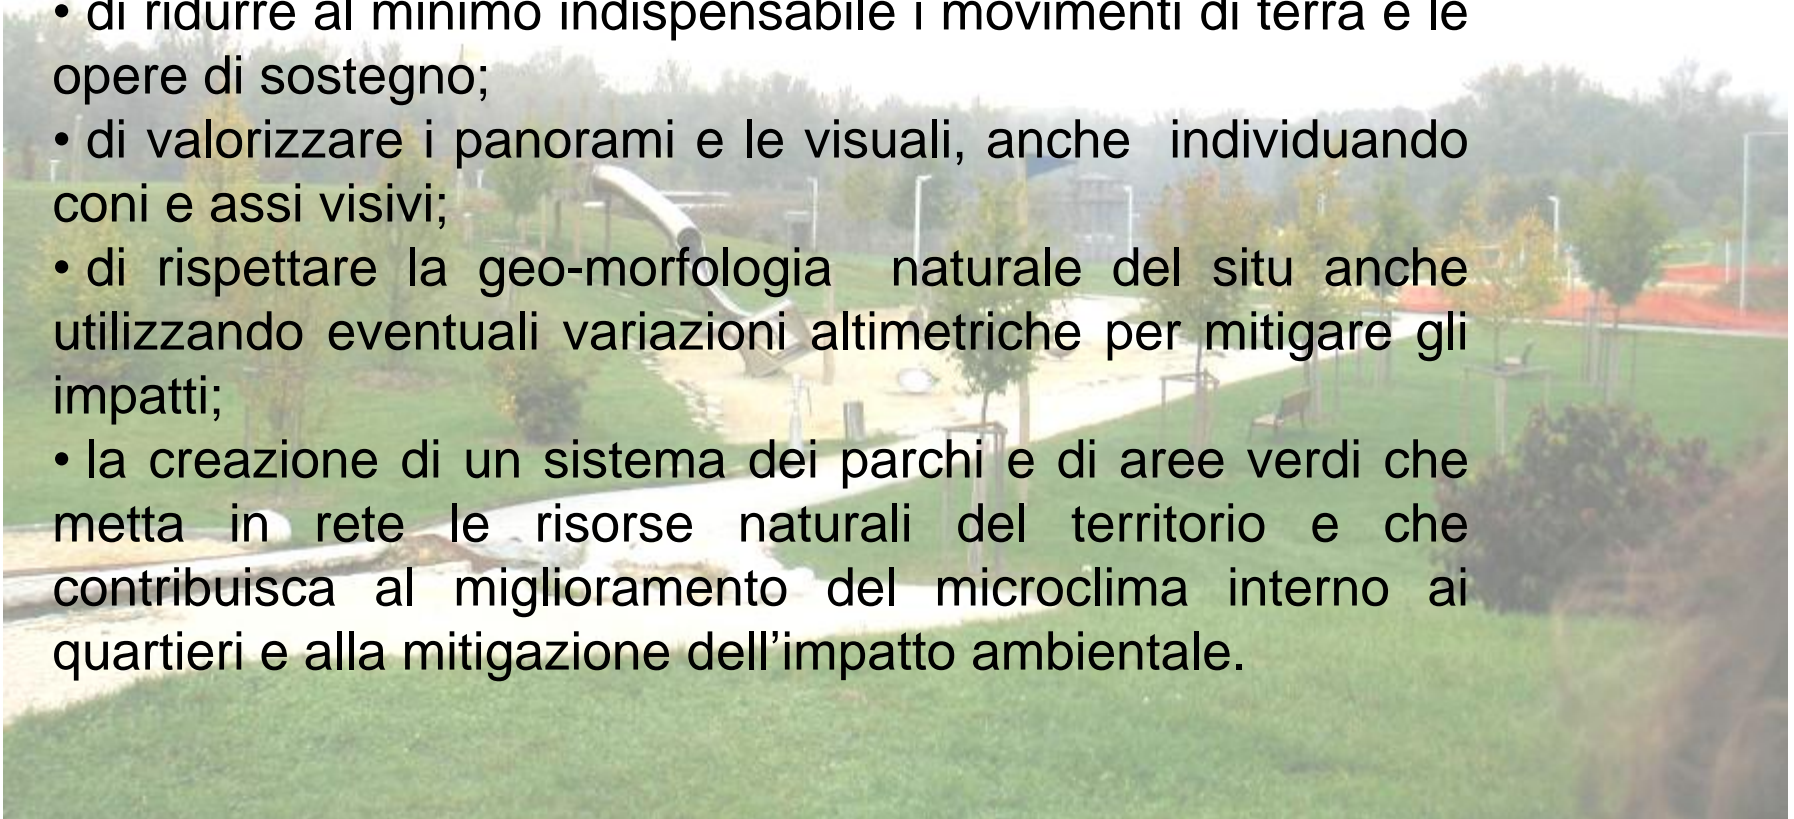 • di ridurre al minimo indispensabile i movimenti di terra e le
opere di sostegno;
• di valorizzare i panorami e le visuali, anche individuando
coni e assi visivi;
• di rispettare la geo-morfologia naturale del situ anche
utilizzando eventuali variazioni altimetriche per mitigare gli
impatti;
• la creazione di un sistema dei parchi e di aree verdi che
metta in rete le risorse naturali del territorio e che
contribuisca al miglioramento del microclima interno ai
quartieri e alla mitigazione dell’impatto ambientale.